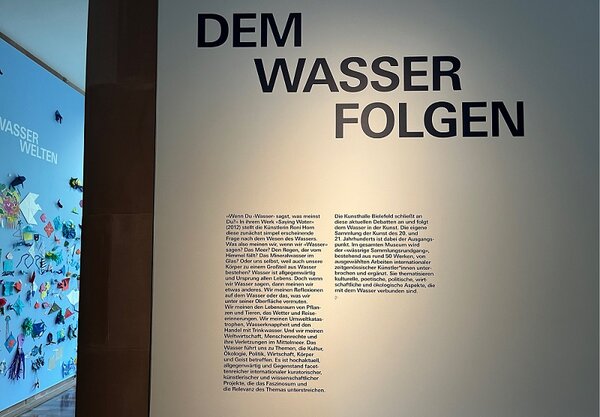 DEM
WASSER
FOLGEN
WASSER
WELTEN
«Wenn Du ‹Wasser› sagst, was meinst
Du?» In ihrem Werk «Saying Water»
(2012) stellt die Künstlerin Roni Horn
diese zunächst simpel erscheinende
Frage nach dem Wesen des Wassers.
Was also meinen wir, wenn wir «Wasser»
sagen? Das Meer? Den Regen, der vom
Himmel fällt? Das Mineralwasser im
Glas? Oder uns selbst, weil auch unsere
Körper zu einem Großteil aus Wasser
bestehen? Wasser ist allgegenwärtig
und Ursprung allen Lebens. Doch wenn
wir Wasser sagen, dann meinen wir
etwas anderes. Wir meinen Reflexionen
auf dem Wasser oder das, was wir
unter seiner Oberfläche vermuten.
Wir meinen den Lebensraum von Pflan-
zen und Tieren, das Wetter und Reise-
erinnerungen. Wir meinen Umweltkatas-
trophen, Wasserknappheit und den
Handel mit Trinkwasser. Und wir meinen
Weltwirtschaft, Menschenrechte und
ihre Verletzungen im Mittelmeer. Das
Wasser führt uns zu Themen, die Kultur,
Ökologie, Politik, Wirtschaft, Körper
und Geist betreffen. Es ist hochaktuell,
allgegenwärtig und Gegenstand facet-
tenreicher internationaler kuratorischer,
künstlerischer und wissenschaftlicher
Projekte, die das Faszinosum und
die Relevanz des Themas unterstreichen.
Die Kunsthalle Bielefeld schließt an
diese aktuellen Debatten an und folgt
dem Wasser in der Kunst. Die eigene
Sammlung der Kunst des 20. und
21. Jahrhunderts ist dabei der Ausgangs-
punkt. Im gesamten Museum wird
der «wässrige Sammlungsrundgang»,
bestehend aus rund 50 Werken, von
ausgewählten Arbeiten internationaler
zeitgenössischer Künstler*innen unter-
brochen und ergänzt. Sie thematisieren
kulturelle, poetische, politische, wirt-
schaftliche und ökologische Aspekte, die
mit dem Wasser verbunden sind.